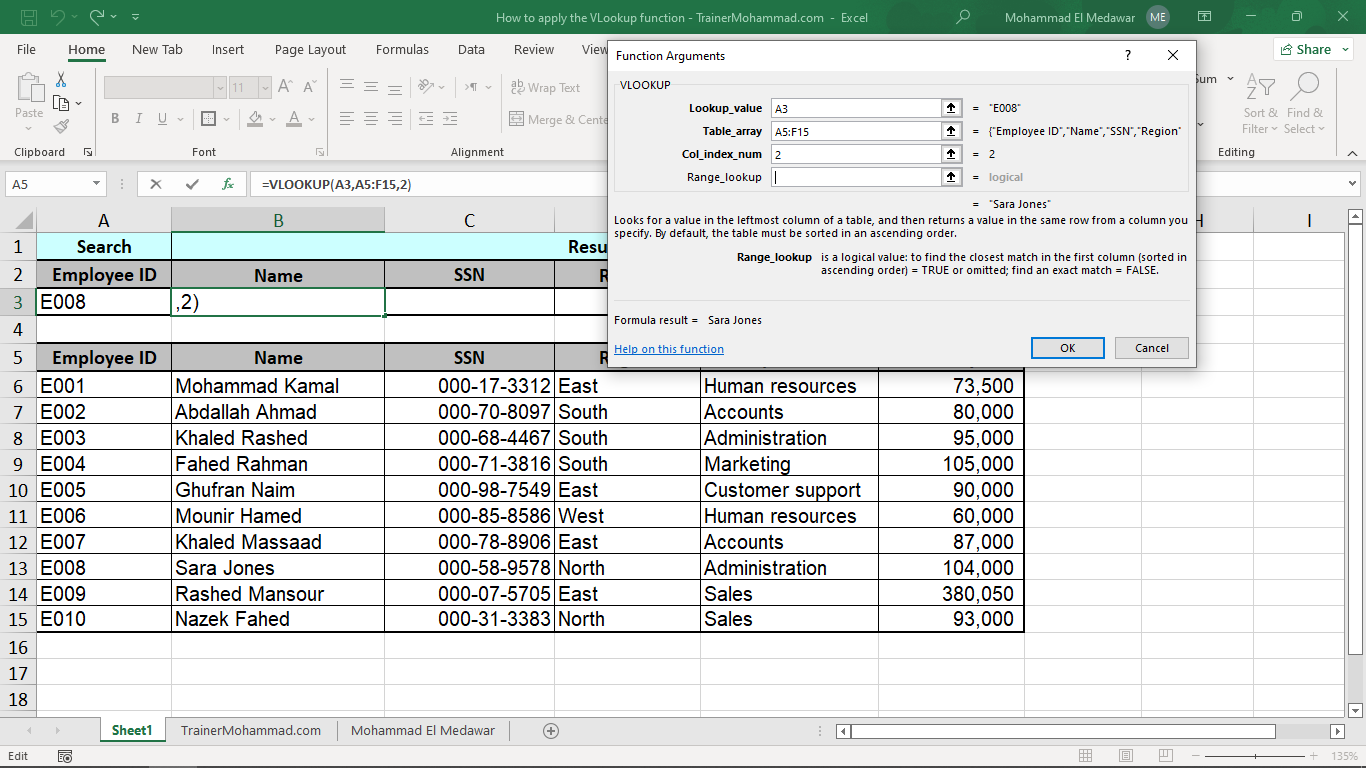 How to apply the VLookup function - TrainerMohammad.com - Excel
Mohammad El Medawar ME
File Home New Tab Insert Page Layout Formulas Data Review View
Share
Paste
Clipboard
11
B I U
Font
ab Wrap Text
Merge & Cente
Alignment
Sum
Sort & Filter
Find & Select
Editing
A5
fx
=VLOOKUP(A3,A5:F15,2)
Function Arguments
?
VLOOKUP
Lookup_value A3 = "E008"
Table_array A5:F15 = {"Employee ID","Name","SSN","Region"
Col_index_num 2 = 2
Range_lookup = logical
= "Sara Jones"
Looks for a value in the leftmost column of a table, and then returns a value in the same row from a column you
specify. By default, the table must be sorted in an ascending order.
Range_lookup is a logical value: to find the closest match in the first column (sorted in
ascending order) = TRUE or omitted; find an exact match = FALSE.
Formula result = Sara Jones
Help on this function
OK Cancel
A B C H I
1 Search Resu
2 Employee ID Name SSN R
3 E008 ,2)
4
5 Employee ID Name SSN
6 E001 Mohammad Kamal 000-17-3312 East Human resources 73,500
7 E002 Abdallah Ahmad 000-70-8097 South Accounts 80,000
8 E003 Khaled Rashed 000-68-4467 South Administration 95,000
9 E004 Fahed Rahman 000-71-3816 South Marketing 105,000
10 E005 Ghufran Naim 000-98-7549 East Customer support 90,000
11 E006 Mounir Hamed 000-85-8586 West Human resources 60,000
12 E007 Khaled Massaad 000-78-8906 East Accounts 87,000
13 E008 Sara Jones 000-58-9578 North Administration 104,000
14 E009 Rashed Mansour 000-07-5705 East Sales 380,050
15 E010 Nazek Fahed 000-31-3383 North Sales 93,000
16
17
18
Sheet1 TrainerMohammad.com Mohammad El Medawar
Edit
135%